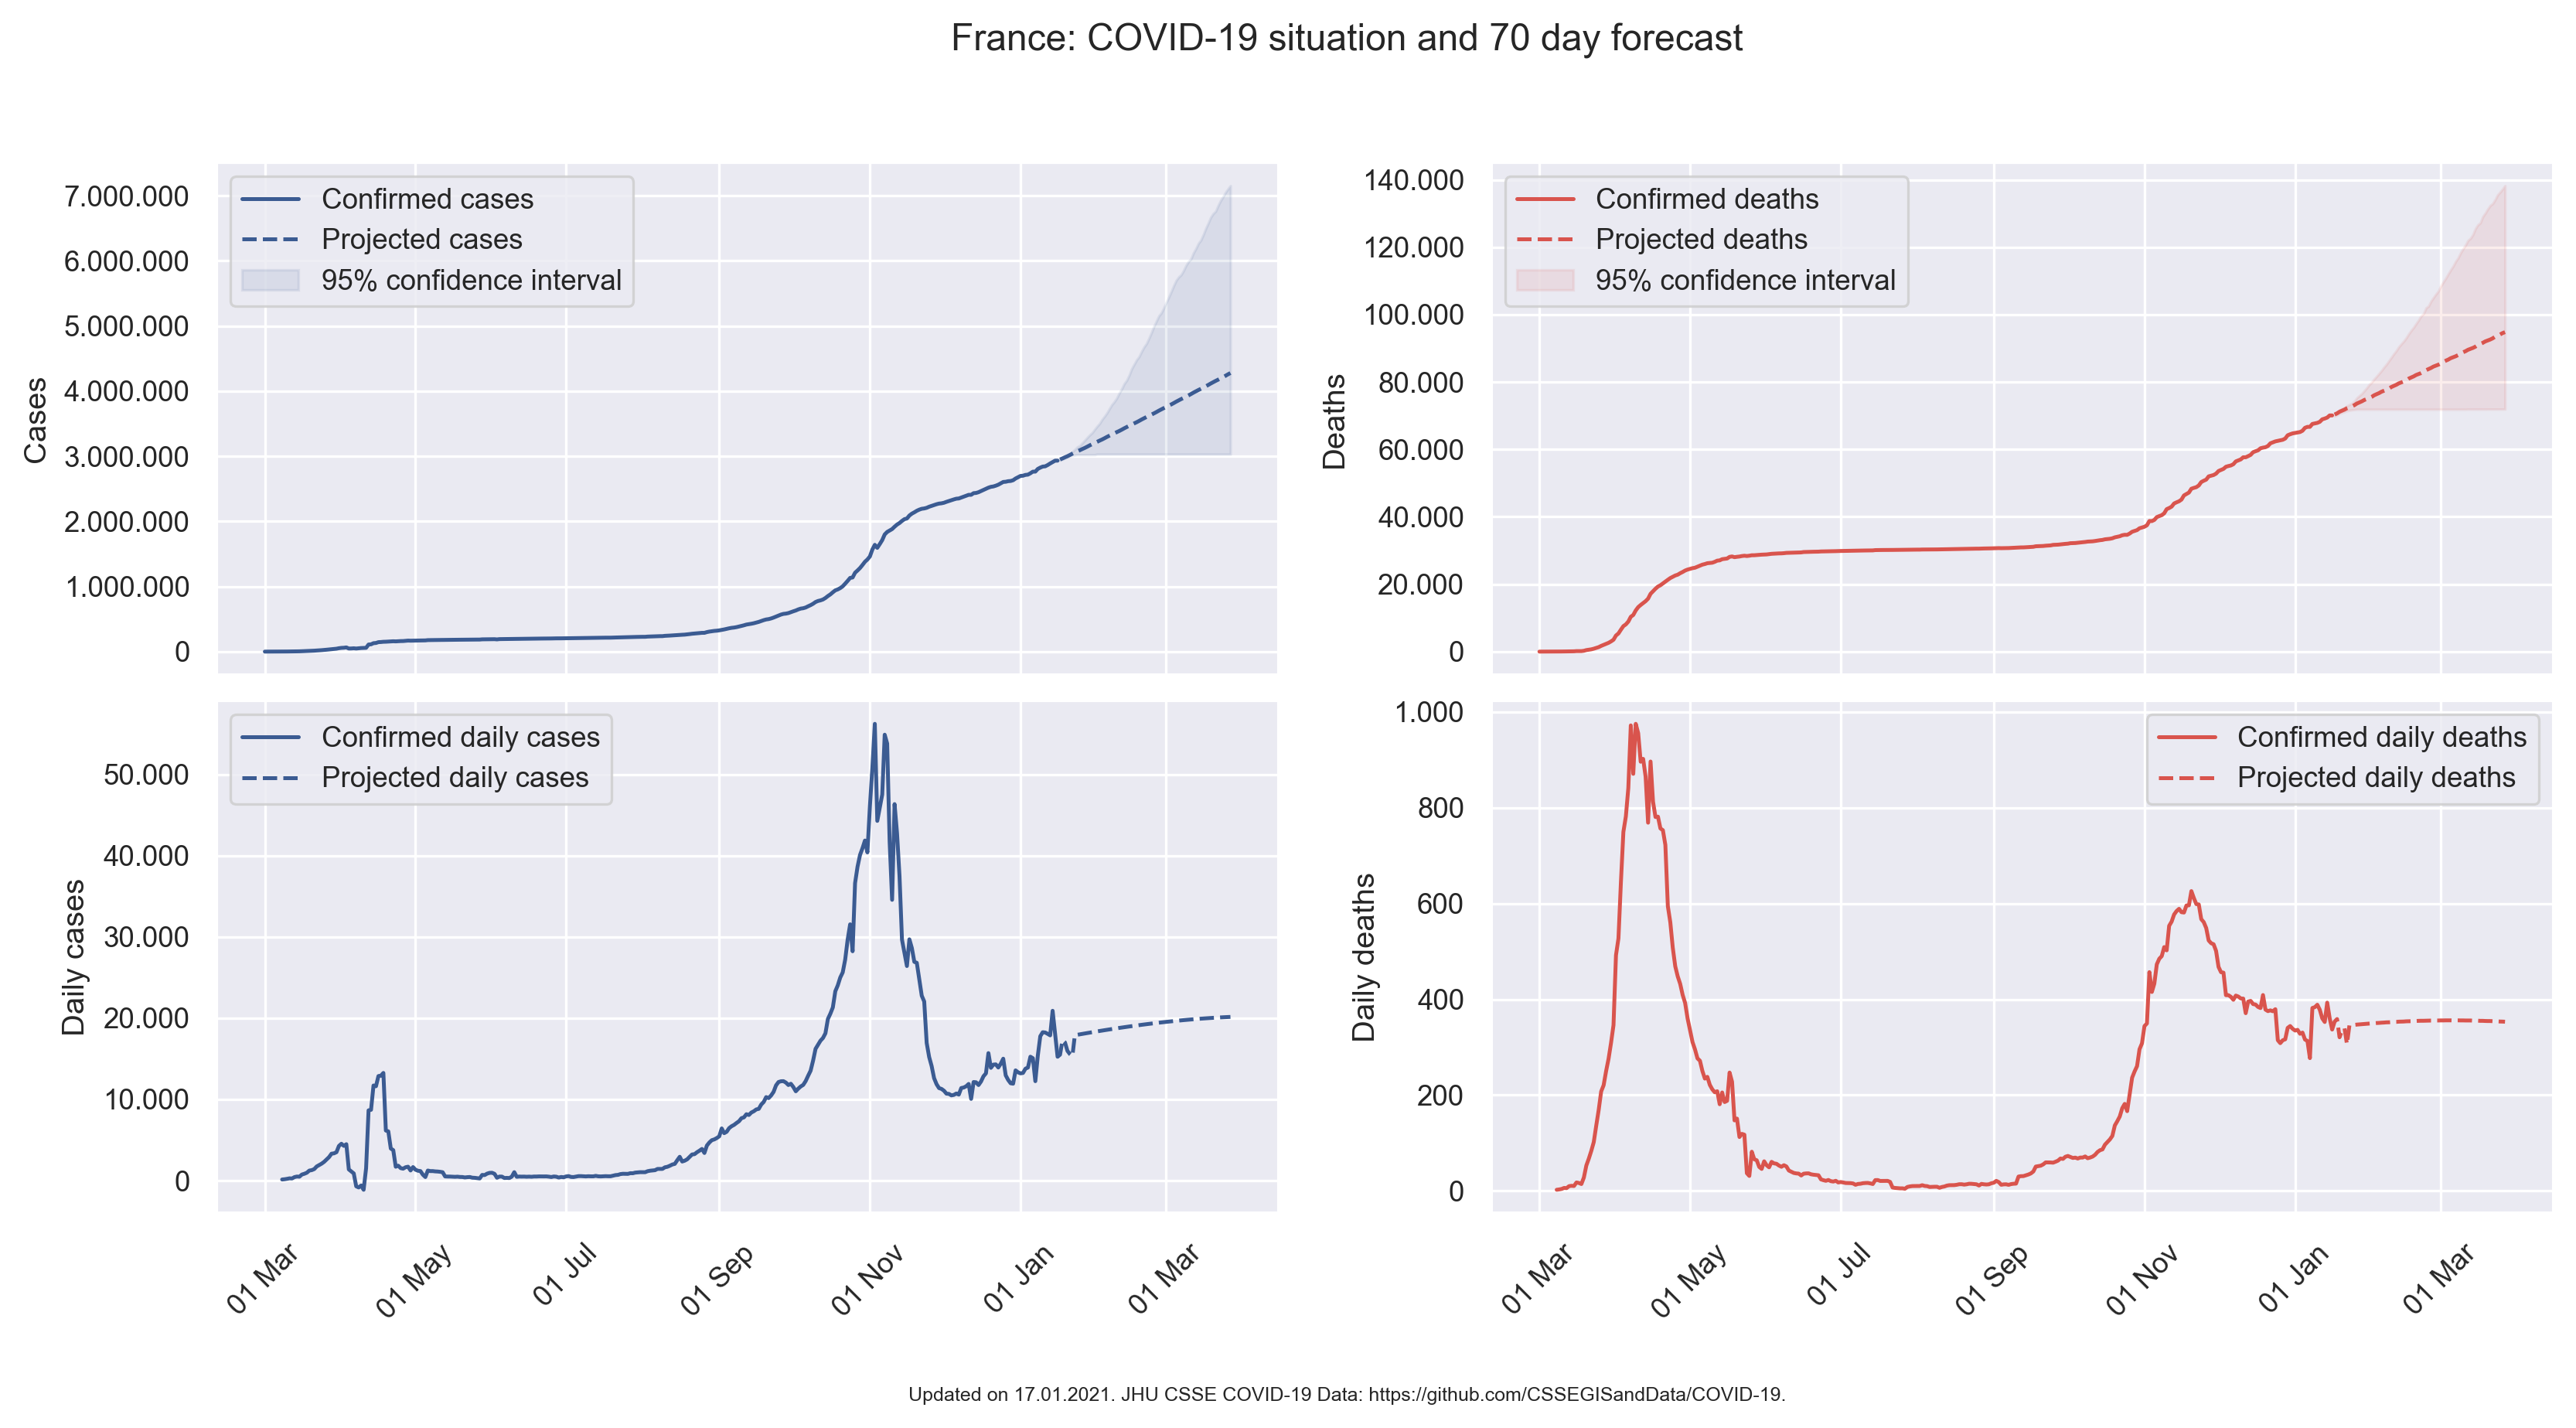 France: COVID-19 situation and 70 day forecast
Confirmed cases
Projected cases
95% confidence interval
7.000.000
6.000.000
5.000.000
4.000.000
3.000.000
2.000.000
1.000.000
0
Cases
Confirmed deaths
Projected deaths
95% confidence interval
140.000
120.000
100.000
80.000
60.000
40.000
20.000
0
Deaths
Confirmed daily cases
Projected daily cases
50.000
40.000
30.000
20.000
10.000
0
Daily cases
01 Mar
01 May
01 Jul
01 Sep
01 Nov
01 Jan
01 Mar
Confirmed daily deaths
Projected daily deaths
1.000
800
600
400
200
0
Daily deaths
01 Mar
01 May
01 Jul
01 Sep
01 Nov
01 Jan
01 Mar
Updated on 17.01.2021. JHU CSSE COVID-19 Data: https://github.com/CSSEGISandData/COVID-19.